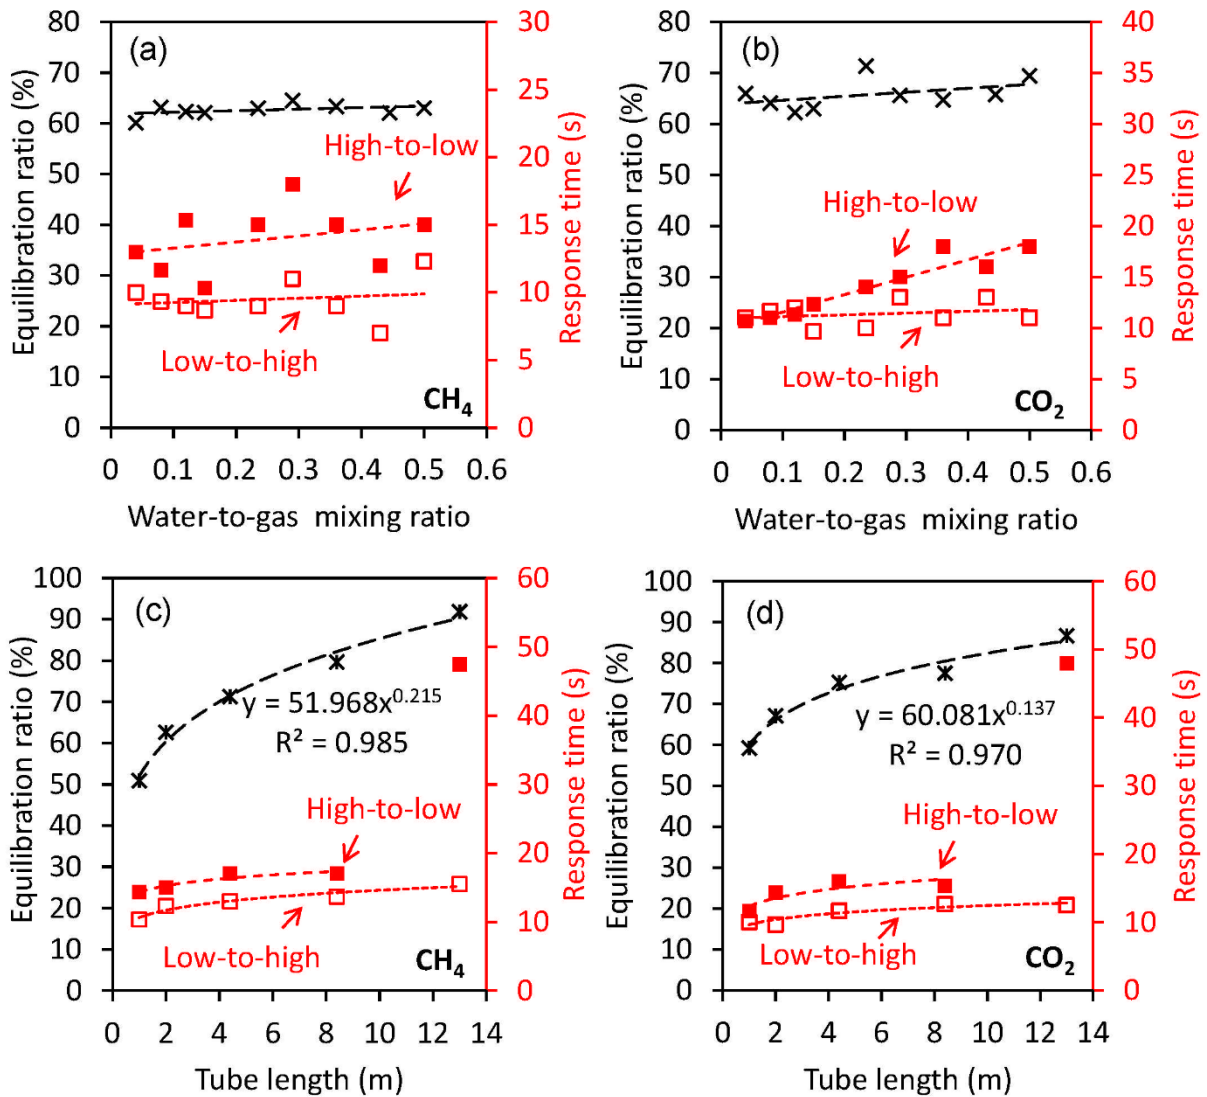 (a)
80
70
60
50
40
30
20
10
0
Equilibration ratio (%)
30
25
20
15
10
5
0
Response time (s)
High-to-low
Low-to-high
CH₄
0 0.1 0.2 0.3 0.4 0.5 0.6
Water-to-gas mixing ratio
(b)
80
70
60
50
40
30
20
10
0
Equilibration ratio (%)
40
35
30
25
20
15
10
5
0
Response time (s)
High-to-low
Low-to-high
CO₂
0 0.1 0.2 0.3 0.4 0.5 0.6
Water-to-gas mixing ratio
(c)
100
90
80
70
60
50
40
30
20
10
0
Equilibration ratio (%)
60
50
40
30
20
10
0
Response time (s)
y = 51.968x^0.215
R² = 0.985
High-to-low
Low-to-high
CH₄
0 2 4 6 8 10 12 14
Tube length (m)
(d)
100
90
80
70
60
50
40
30
20
10
0
Equilibration ratio (%)
60
50
40
30
20
10
0
Response time (s)
y = 60.081x^0.137
R² = 0.970
High-to-low
Low-to-high
CO₂
0 2 4 6 8 10 12 14
Tube length (m)